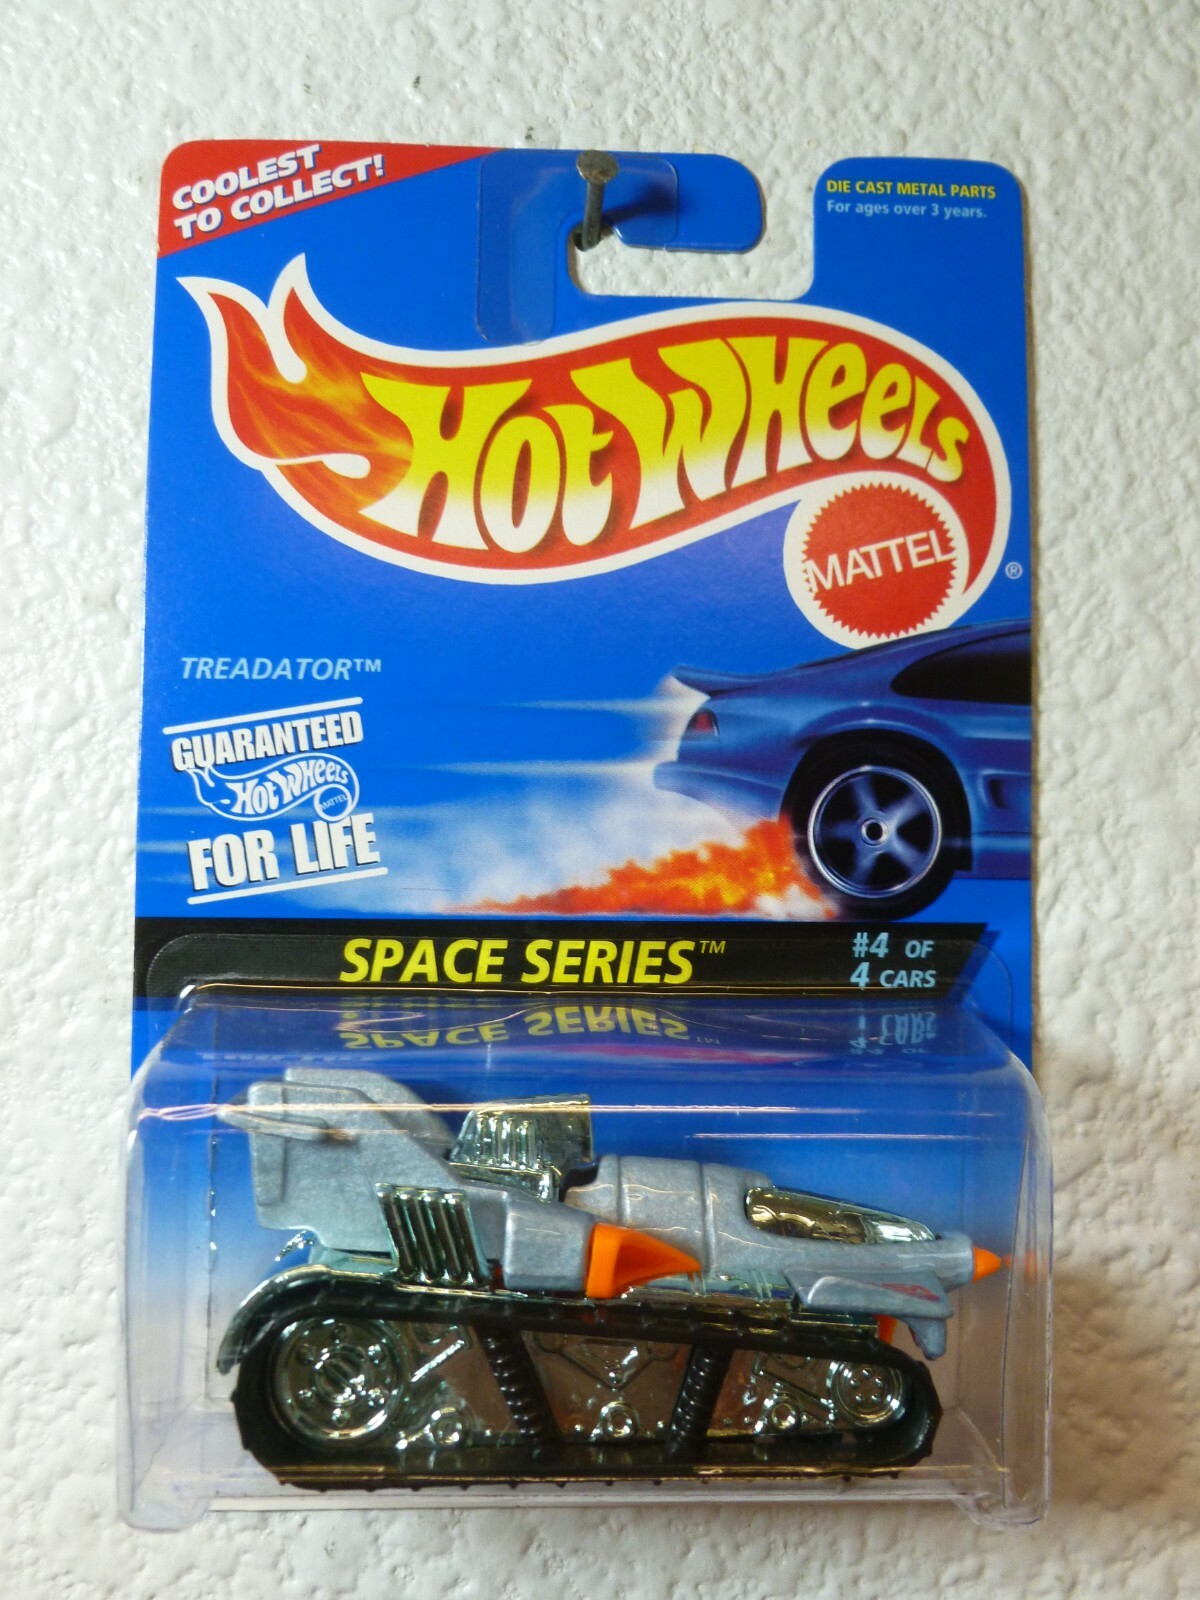 COOLEST
TO COLLECT!
DIE CAST METAL PARTS
For ages over 3 years.
HOT WHEELS
MATTEL
®
TREADATOR™
GUARANTEED
HOT WHEELS
MATTEL
FOR LIFE
SPACE SERIES™
#4 OF
4 CARS